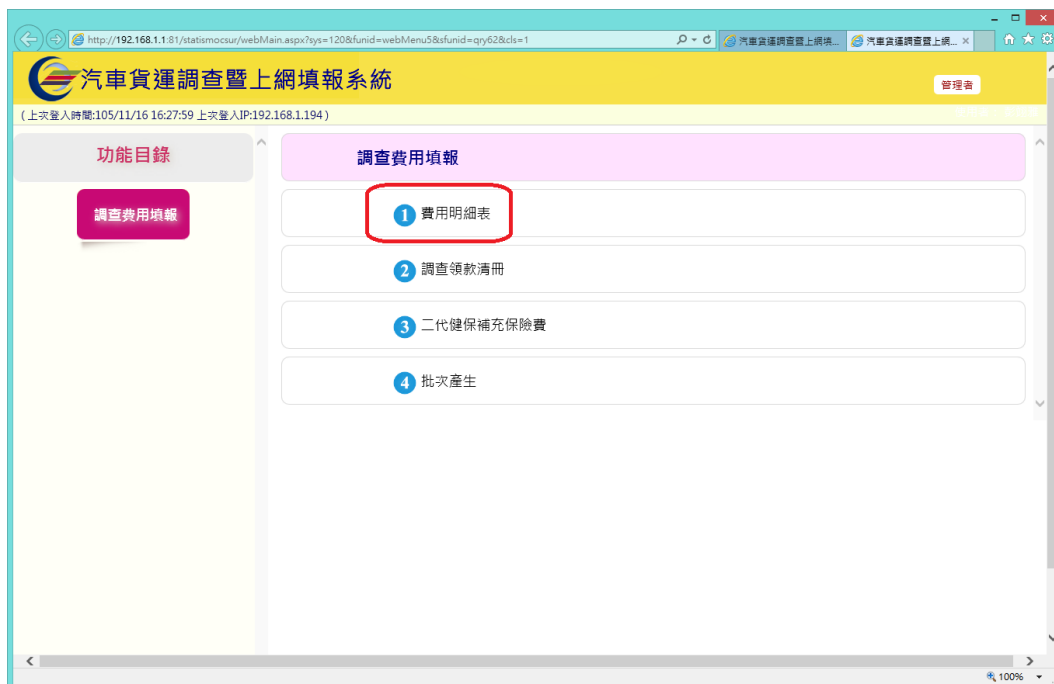 http://192.168.1.1:81/statismocsur/webMain.aspx?sys=120&funid=webMenu5&sfunid=qry62&cls=1
汽車貨運調查暨上網填...
汽車貨運調查暨上網...
汽車貨運調查暨上網填報系統
管理者
(上次登入時間:105/11/16 16:27:59 上次登入IP:192.168.1.194)
功能目錄
調查費用填報
調查費用填報
1 費用明細表
2 調查領款清冊
3 二代健保補充保險費
4 批次產生
100%